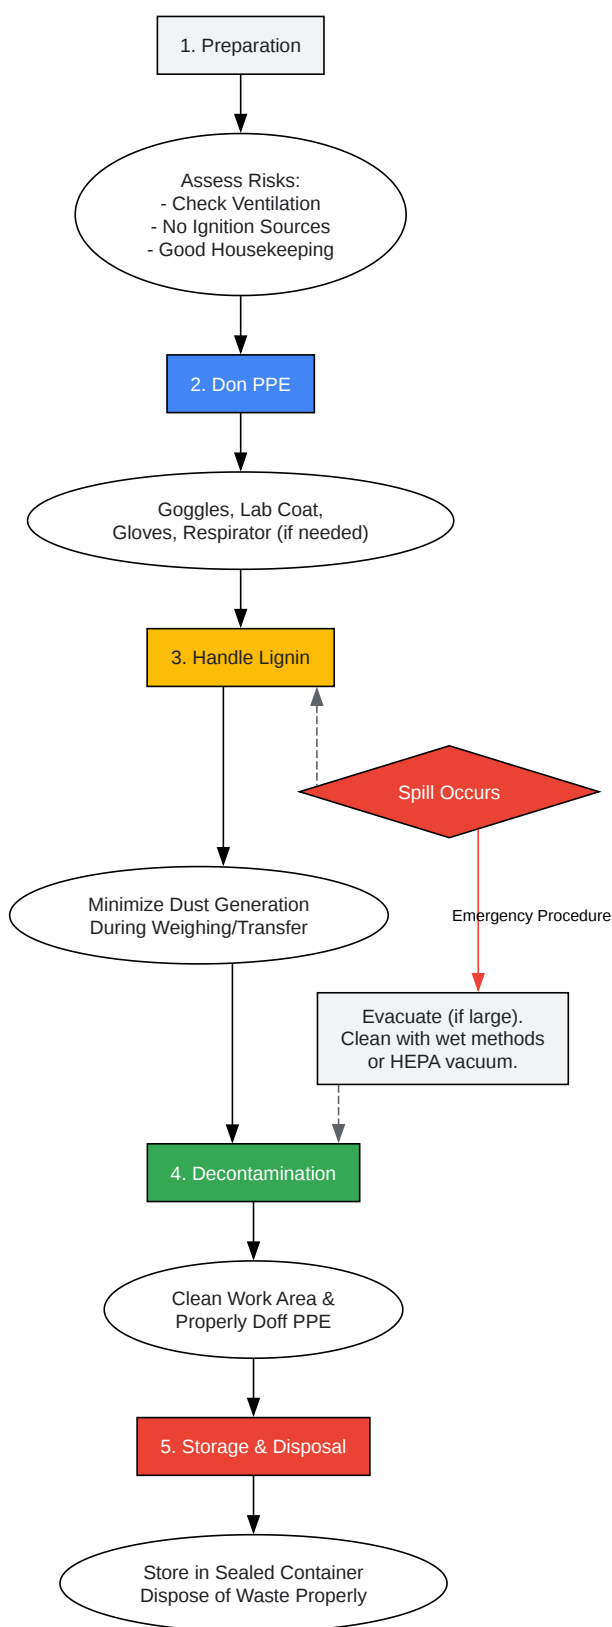 1. Preparation
Assess Risks:
- Check Ventilation
- No Ignition Sources
- Good Housekeeping
2. Don PPE
Goggles, Lab Coat,
Gloves, Respirator (if needed)
3. Handle Lignin
Spill Occurs
Minimize Dust Generation
During Weighing/Transfer
Emergency Procedure
Evacuate (if large).
Clean with wet methods
or HEPA vacuum.
4. Decontamination
Clean Work Area &
Properly Doff PPE
5. Storage & Disposal
Store in Sealed Container
Dispose of Waste Properly